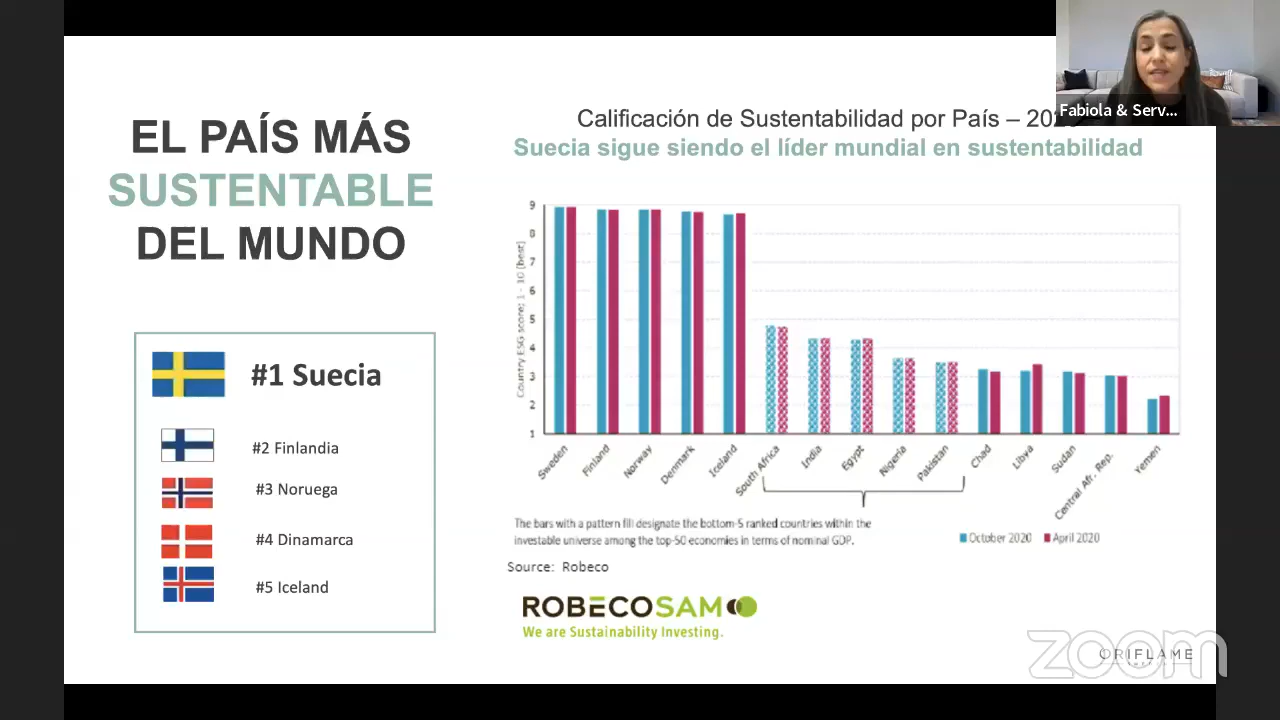 Fabiola & Serv...
EL PAÍS MÁS
SUSTENTABLE
DEL MUNDO
#1 Suecia
#2 Finlandia
#3 Noruega
#4 Dinamarca
#5 Iceland
Calificación de Sustentabilidad por País –
Suecia sigue siendo el líder mundial en sustentabilidad
Country ESG score; 1 - 10 [best]
9
8
7
6
5
4
3
2
1
Sweden
Finland
Norway
Denmark
Iceland
South Africa
India
Egypt
Nigeria
Pakistan
Chad
Libya
Sudan
Central Afr. Rep.
Yemen
The bars with a pattern fill designate the bottom-5 ranked countries within the
investable universe among the top-50 economies in terms of nominal GDP.
October 2020 April 2020
Source: Robeco
ROBECOSAM
We are Sustainability Investing.
zoom
ORIFLAME